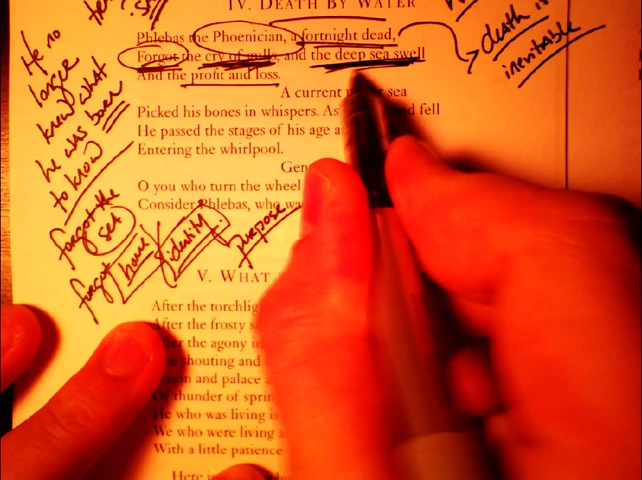 IV. DEATH BY WATER
Phlebas the Phoenician, a fortnight dead,
Forgot the cry of gulls, and the deep sea swell
And the profit and loss.
A current sea
Picked his bones in whispers. As fell
He passed the stages of his age a
Entering the whirlpool.
Gen
O you who turn the wheel
Consider Phlebas, who wa
V. WHAT
After the torchlig
After the frosty s
After the agony in
The shouting and
Prison and palace a
Of thunder of sprin
He who was living is
We who were living a
With a little patience
Here
He no
longer
knew what
he was born
to know
forgot the
sea
forgot home
identity
purpose
death is
inevitable